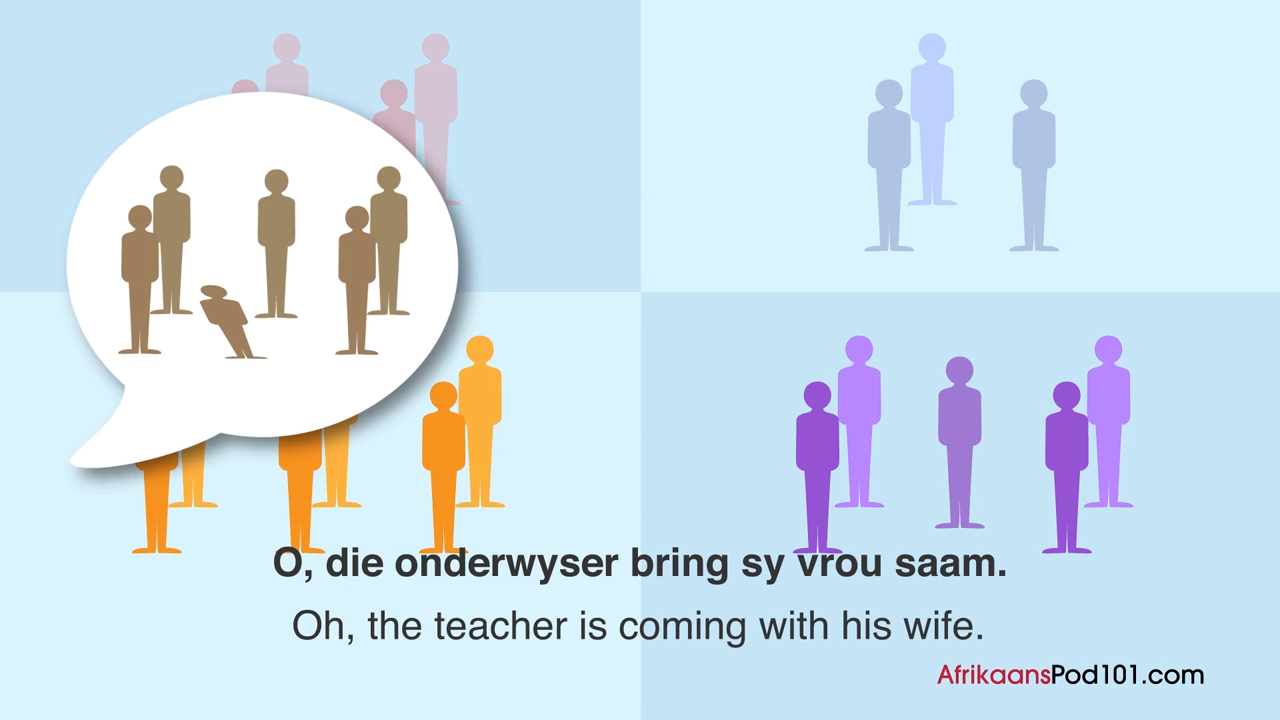 O, die onderwyser bring sy vrou saam.
Oh, the teacher is coming with his wife.
AfrikaansPod101.com